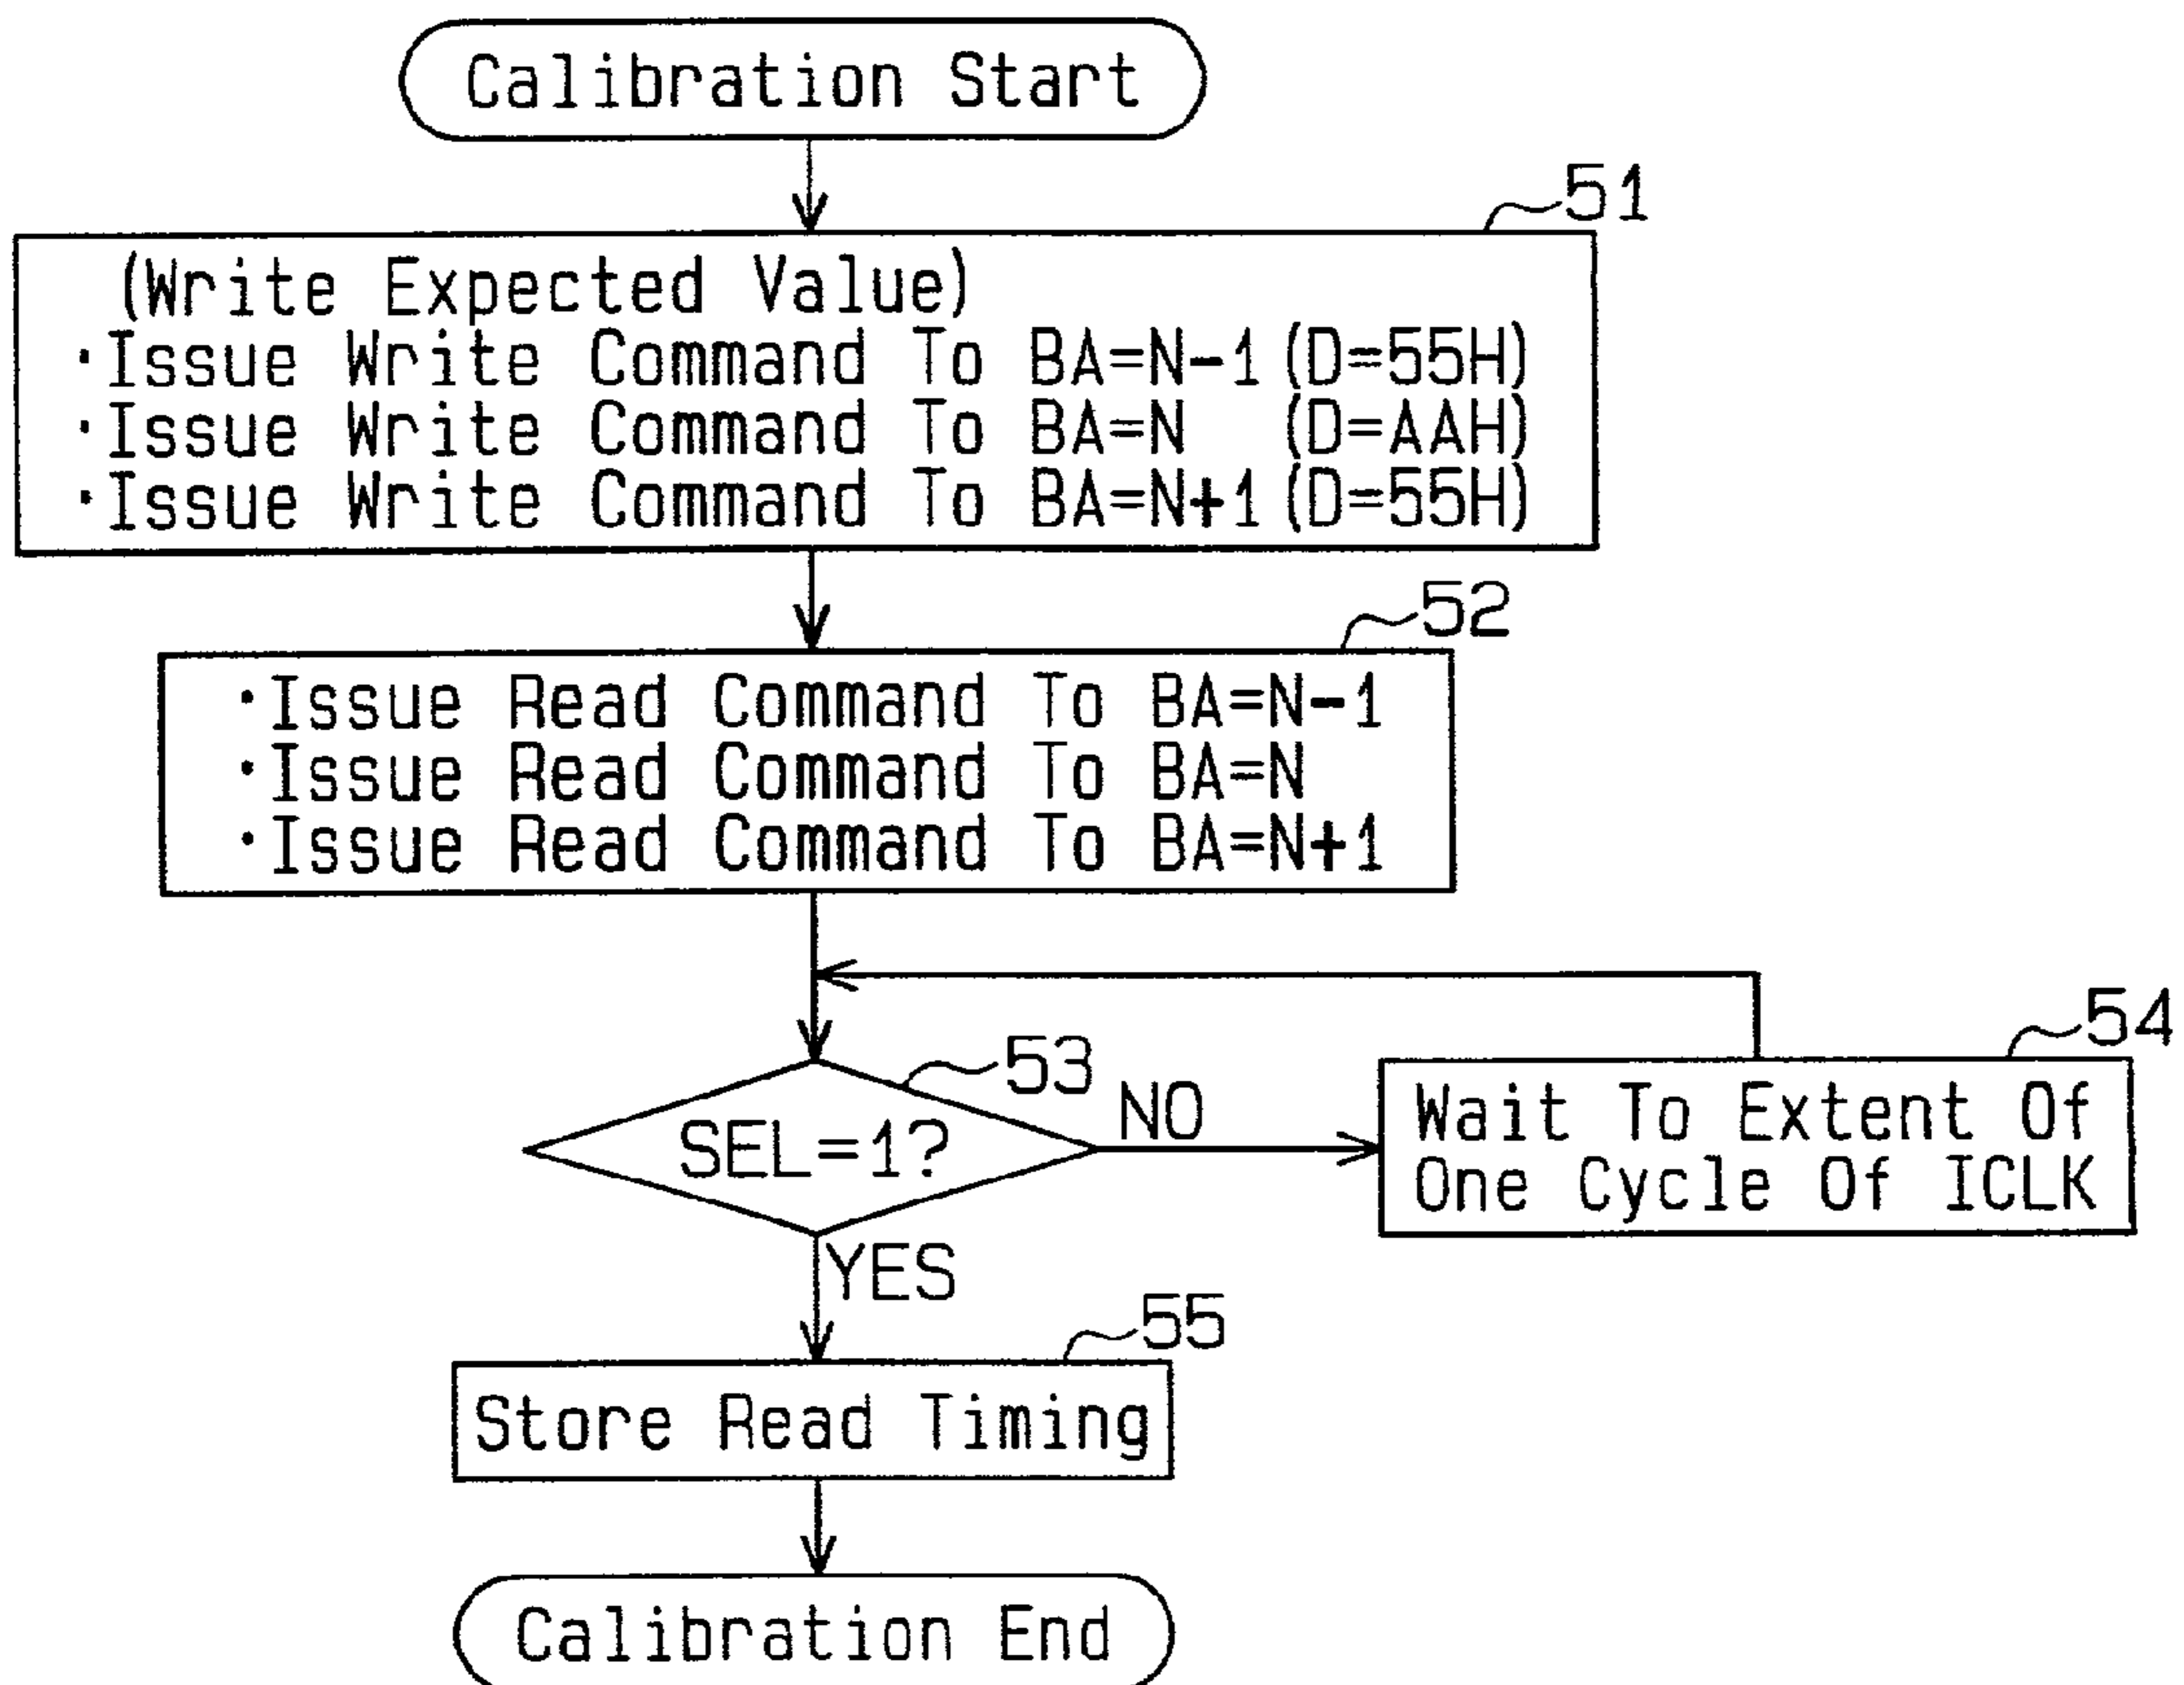 Calibration Start
51
(Write Expected Value)
·Issue Write Command To BA=N-1 (D=55H)
·Issue Write Command To BA=N (D=AAH)
·Issue Write Command To BA=N+1 (D=55H)
52
·Issue Read Command To BA=N-1
·Issue Read Command To BA=N
·Issue Read Command To BA=N+1
53
SEL=1?
NO
54
Wait To Extent Of
One Cycle Of ICLK
YES
55
Store Read Timing
Calibration End